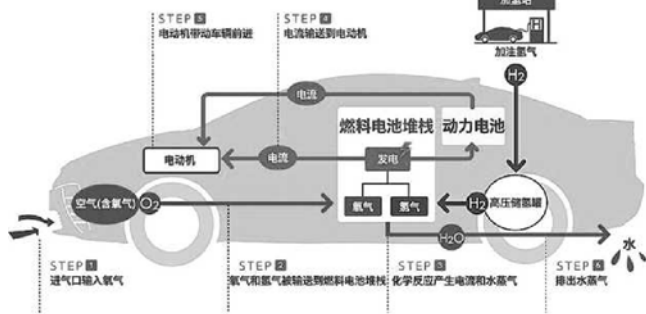 加氢站
加注氢气
STEP 5
电动机带动车辆前进
STEP 4
电流输送到电动机
H₂
电流
燃料电池堆栈
动力电池
电动机
电流
发电
空气(含氧气)
O₂
氧气
氢气
H₂
高压储氢罐
H₂O
水
STEP 1
进气口输入氧气
STEP 2
氧气和氢气被输送到燃料电池堆栈
STEP 3
化学反应产生电流和水蒸气
STEP 6
排出水蒸气